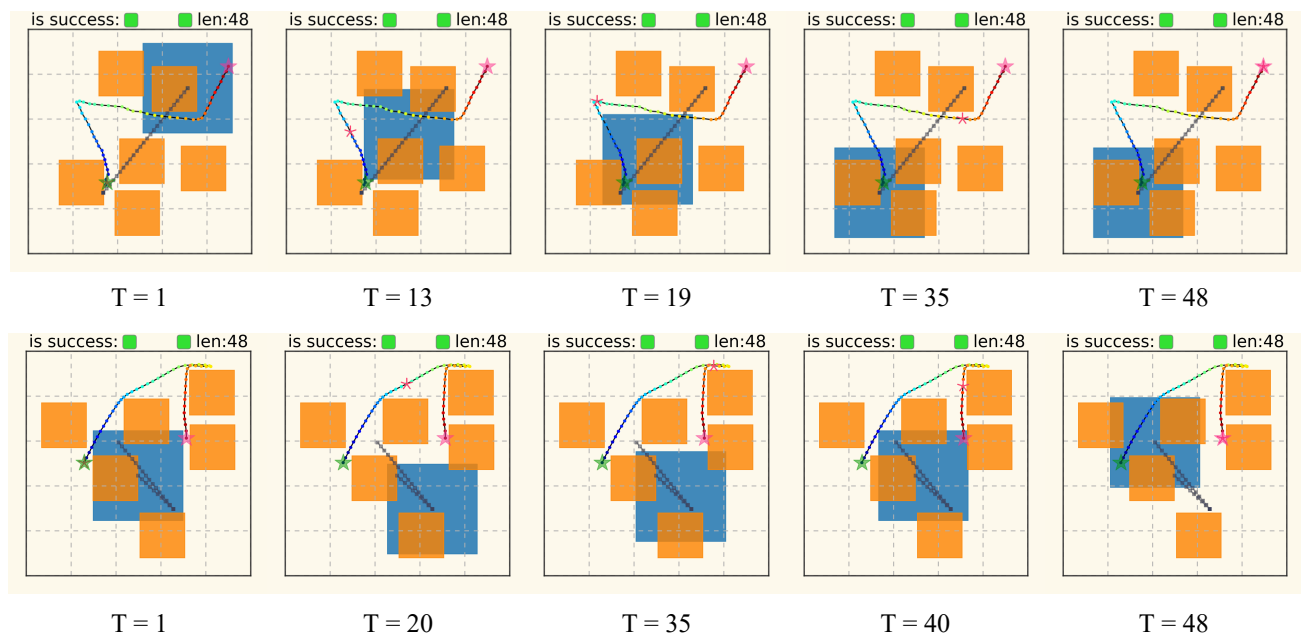 is success: len:48 is success: len:48 is success: len:48 is success: len:48 is success: len:48
T = 1 T = 13 T = 19 T = 35 T = 48
is success: len:48 is success: len:48 is success: len:48 is success: len:48 is success: len:48
T = 1 T = 20 T = 35 T = 40 T = 48